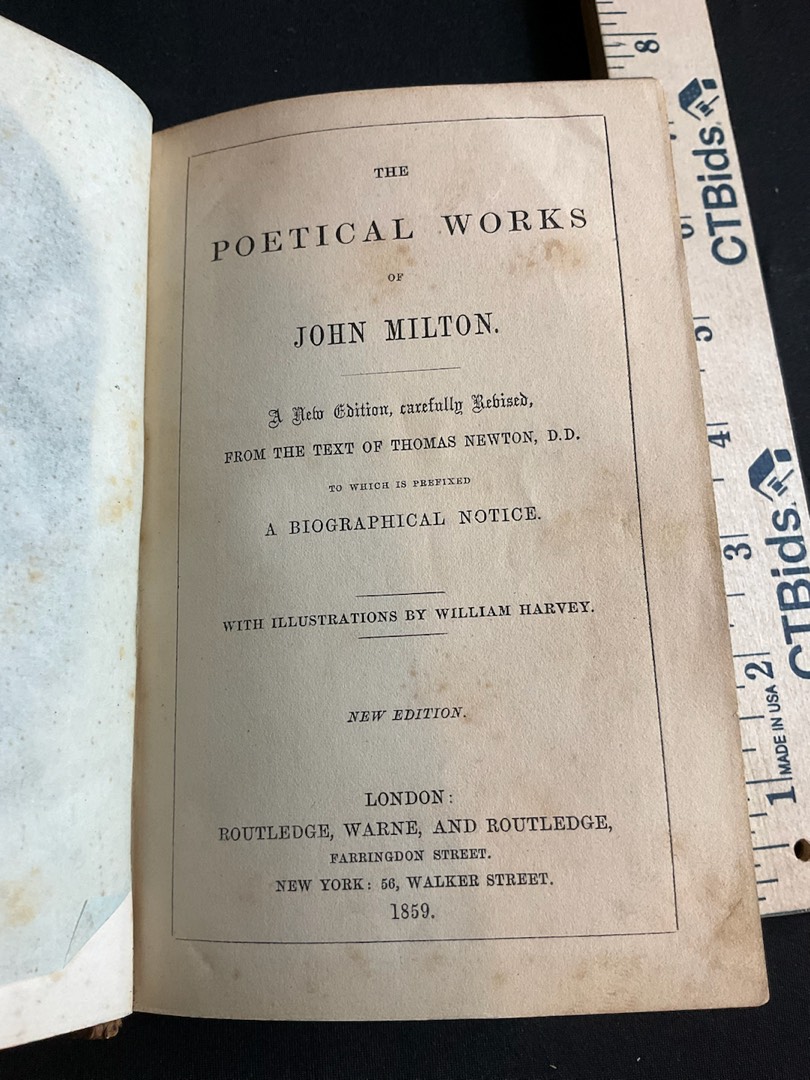 THE
POETICAL WORKS
OF
JOHN MILTON.
A New Edition, carefully Revised,
FROM THE TEXT OF THOMAS NEWTON, D.D.
TO WHICH IS PREFIXED
A BIOGRAPHICAL NOTICE.
WITH ILLUSTRATIONS BY WILLIAM HARVEY.
NEW EDITION.
LONDON:
ROUTLEDGE, WARNE, AND ROUTLEDGE,
FARRINGDON STREET.
NEW YORK: 56, WALKER STREET.
1859.
1 2 3 4 5 6 8
MADE IN USA
CTBids.
CTBids.